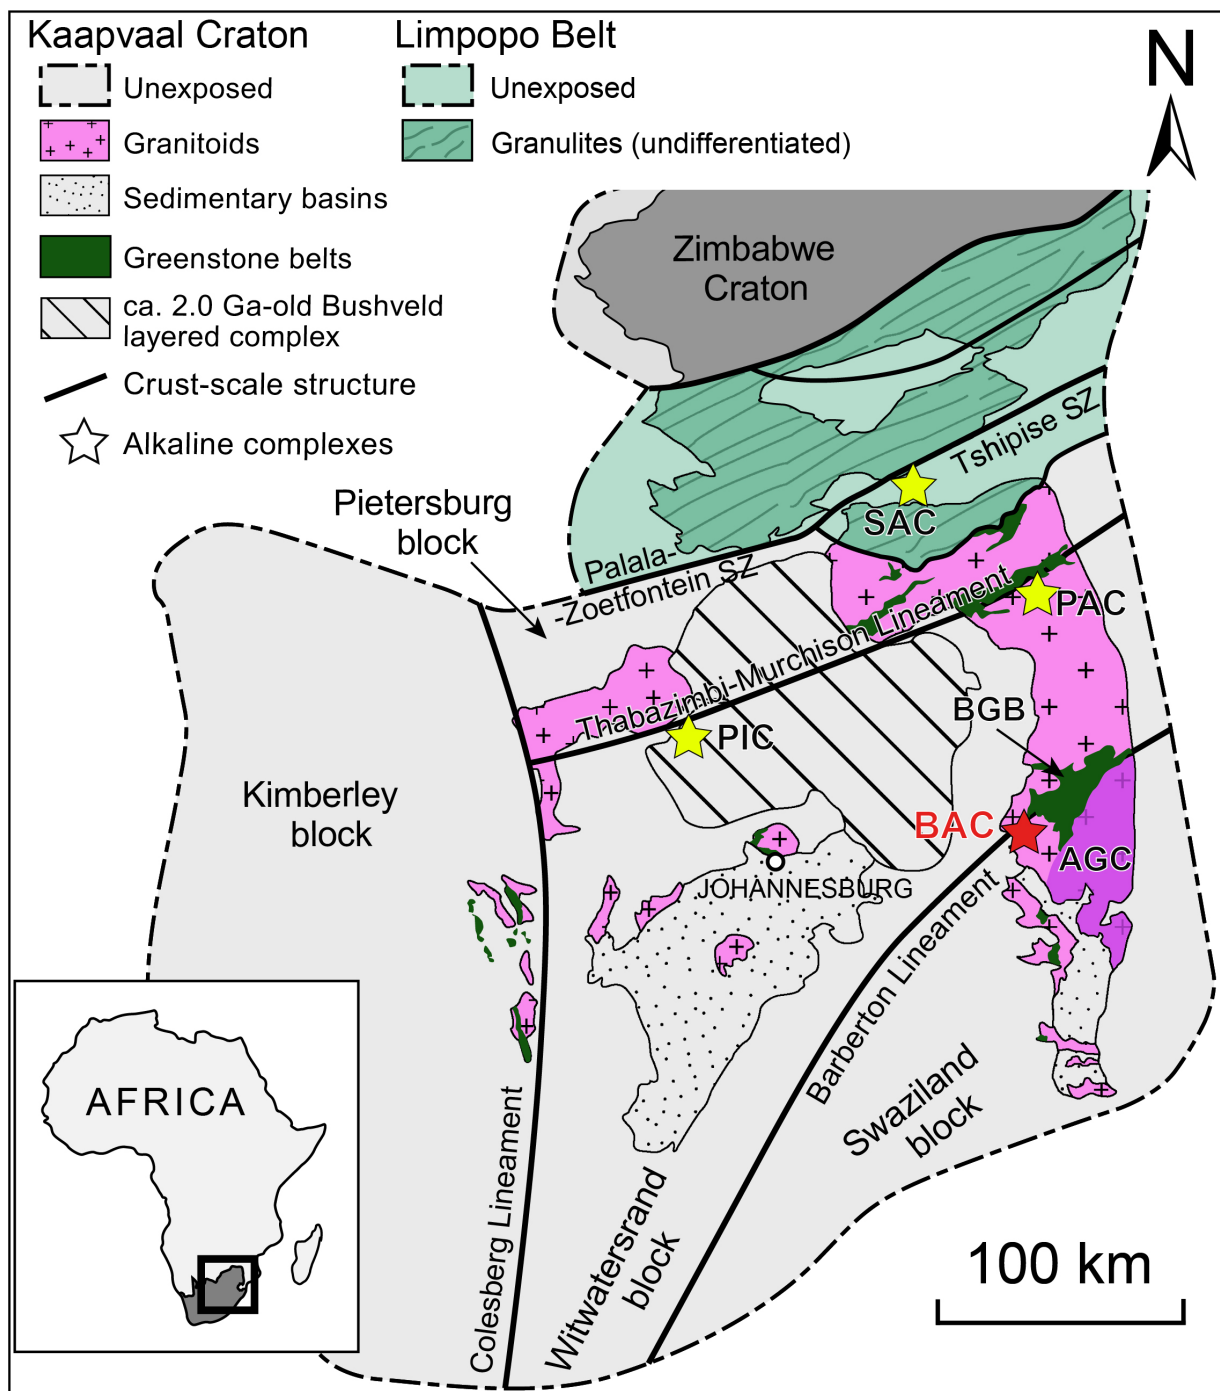 Kaapvaal Craton
Unexposed
Granitoids
Sedimentary basins
Greenstone belts
ca. 2.0 Ga-old Bushveld
layered complex
Crust-scale structure
Alkaline complexes
Limpopo Belt
Unexposed
Granulites (undifferentiated)
N
Zimbabwe
Craton
Tshipise SZ
SAC
Pietersburg
block
Palala-
-Zoetfontein SZ
PAC
Thabazimbi-Murchison Lineament
PIC
BGB
Kimberley
block
BAC
AGC
JOHANNESBURG
Barberton Lineament
Swaziland
block
Colesberg Lineament
Witwatersrand
block
AFRICA
100 km